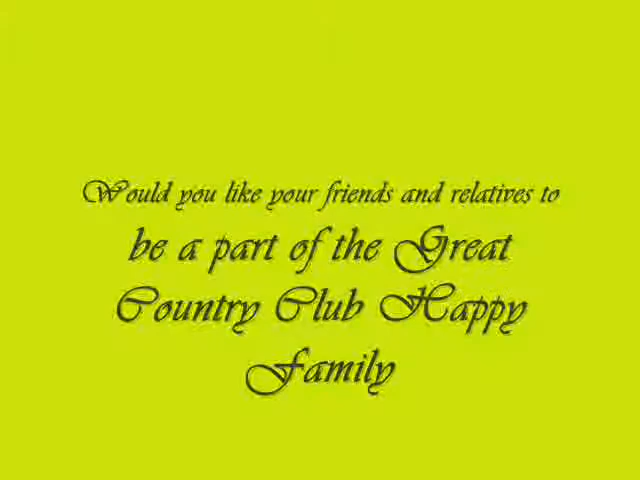 Would you like your friends and relatives to
be a part of the Great
Country Club Happy
Family